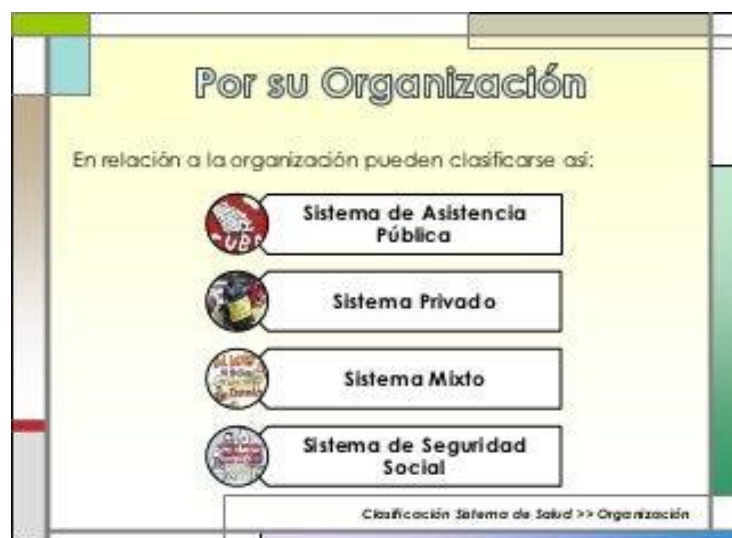 Por su Organización
En relación a la organización pueden clasificarse así:
Sistema de Asistencia
Pública
Sistema Privado
Sistema Mixto
Sistema de Seguridad
Social
Clasificación Sistema de Salud >> Organización